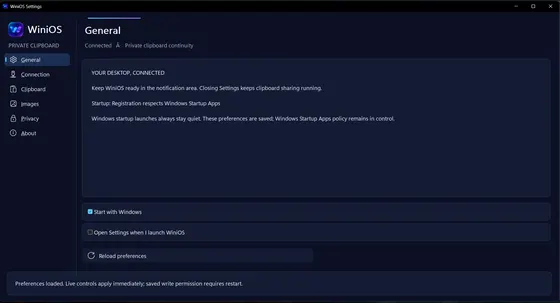 WiniOS Settings
WiniOS
PRIVATE CLIPBOARD
General
Connection
Clipboard
Images
Privacy
About
General
Connected Â Private clipboard continuity
YOUR DESKTOP, CONNECTED
Keep WiniOS ready in the notification area. Closing Settings keeps clipboard sharing running.
Startup: Registration respects Windows Startup Apps
Windows startup launches always stay quiet. These preferences are saved; Windows Startup Apps policy remains in control.
Start with Windows
Open Settings when I launch WiniOS
Reload preferences
Preferences loaded. Live controls apply immediately; saved write permission requires restart.